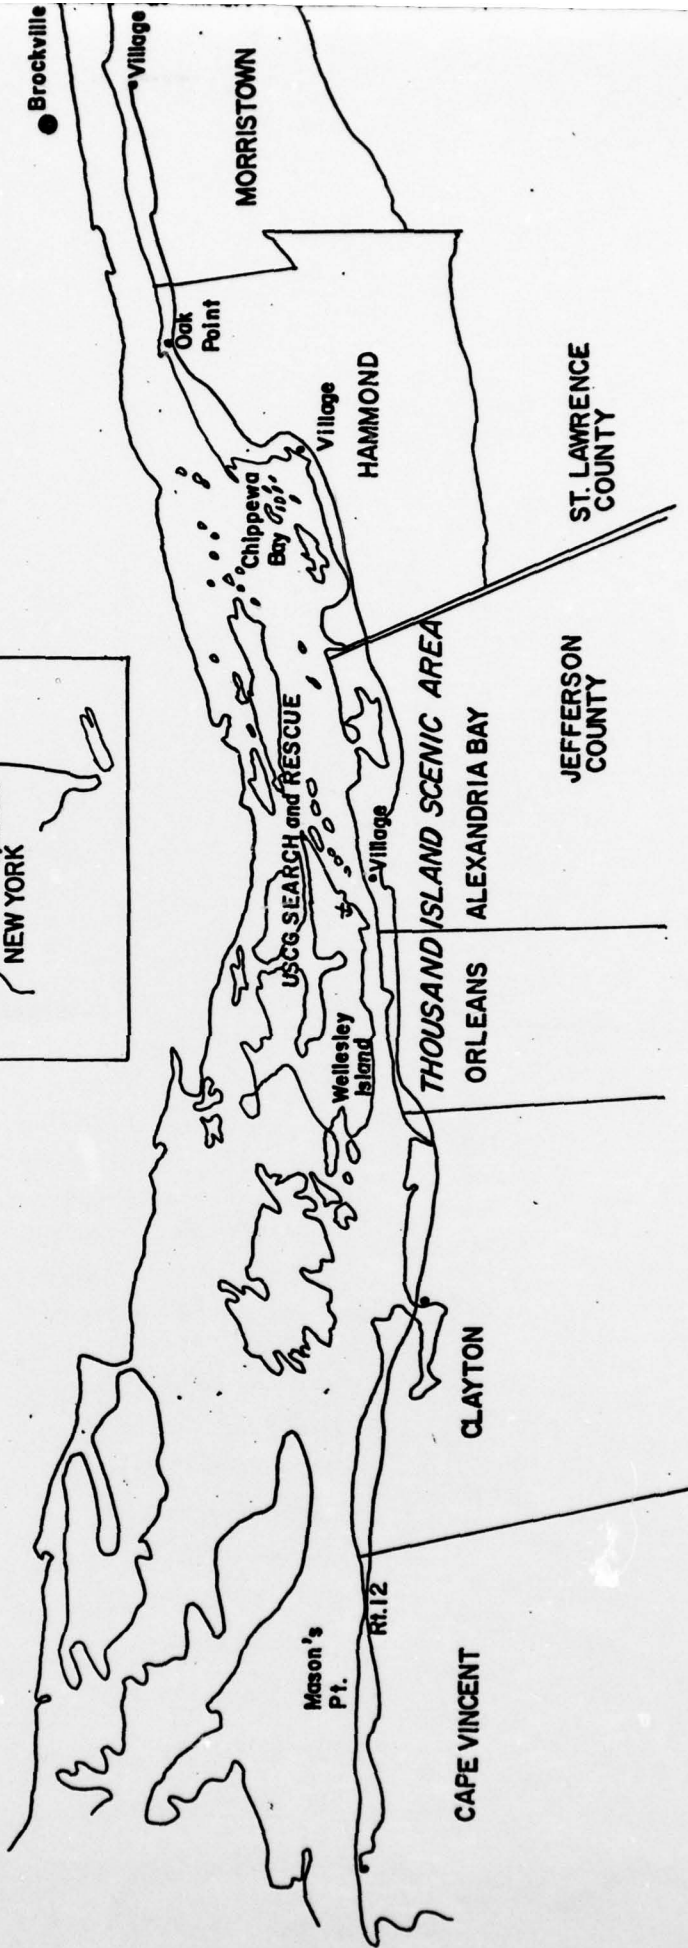 Brockville
Village
MORRISTOWN
Oak
Point
Village
HAMMOND
Chippewa
Bay
ST. LAWRENCE
COUNTY
NEW YORK
USCG SEARCH and RESCUE
Village
THOUSAND ISLAND SCENIC AREA
ALEXANDRIA BAY
JEFFERSON
COUNTY
Wellesley
Island
ORLEANS
CLAYTON
Mason's
Pt.
Rt.12
CAPE VINCENT